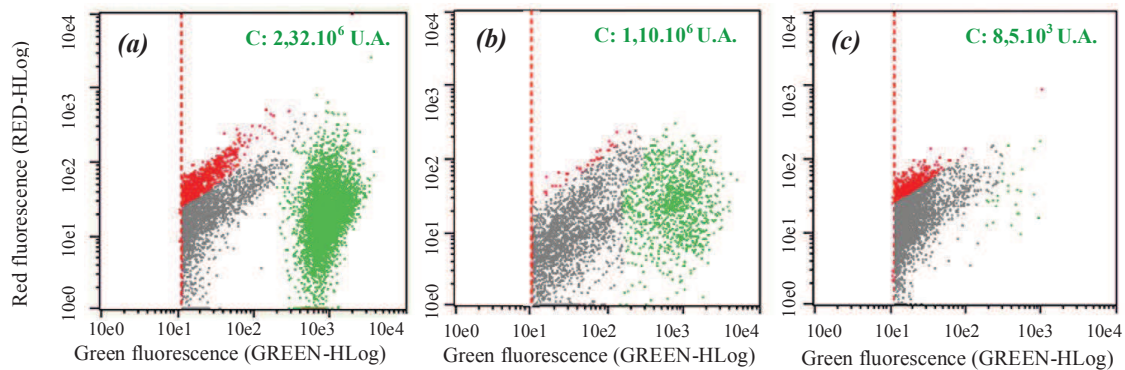 Red fluorescence (RED-HLog)
(a)
C: 2,32.10⁶ U.A.
10e4
10e3
10e2
10e1
10e0
10e0 10e1 10e2 10e3 10e4
Green fluorescence (GREEN-HLog)
(b)
C: 1,10.10⁶ U.A.
10e4
10e3
10e2
10e1
10e0
10e0 10e1 10e2 10e3 10e4
Green fluorescence (GREEN-HLog)
(c)
C: 8,5.10³ U.A.
10e4
10e3
10e2
10e1
10e0
10e0 10e1 10e2 10e3 10e4
Green fluorescence (GREEN-HLog)